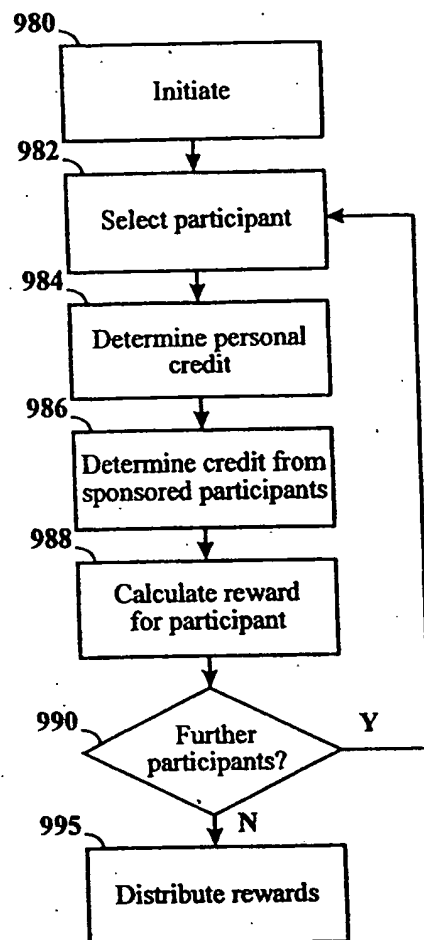 980
Initiate
982
Select participant
984
Determine personal
credit
986
Determine credit from
sponsored participants
988
Calculate reward
for participant
990
Further
participants?
Y
N
995
Distribute rewards